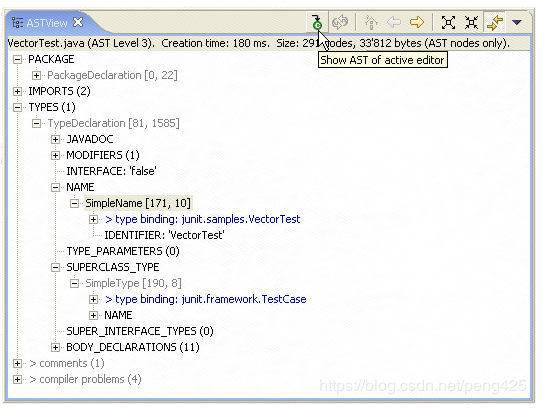 ASTView
VectorTest.java (AST Level 3).  Creation time: 180 ms.  Size: 291 nodes, 33'812 bytes (AST nodes only).
Show AST of active editor
PACKAGE
PackageDeclaration [0, 22]
IMPORTS (2)
TYPES (1)
TypeDeclaration [81, 1585]
JAVADOC
MODIFIERS (1)
INTERFACE: 'false'
NAME
SimpleName [171, 10]
> type binding: junit.samples.VectorTest
IDENTIFIER: 'VectorTest'
TYPE_PARAMETERS (0)
SUPERCLASS_TYPE
SimpleType [190, 8]
> type binding: junit.framework.TestCase
NAME
SUPER_INTERFACE_TYPES (0)
BODY_DECLARATIONS (11)
> comments (1)
> compiler problems (4)
https://blog.csdn.net/peng425